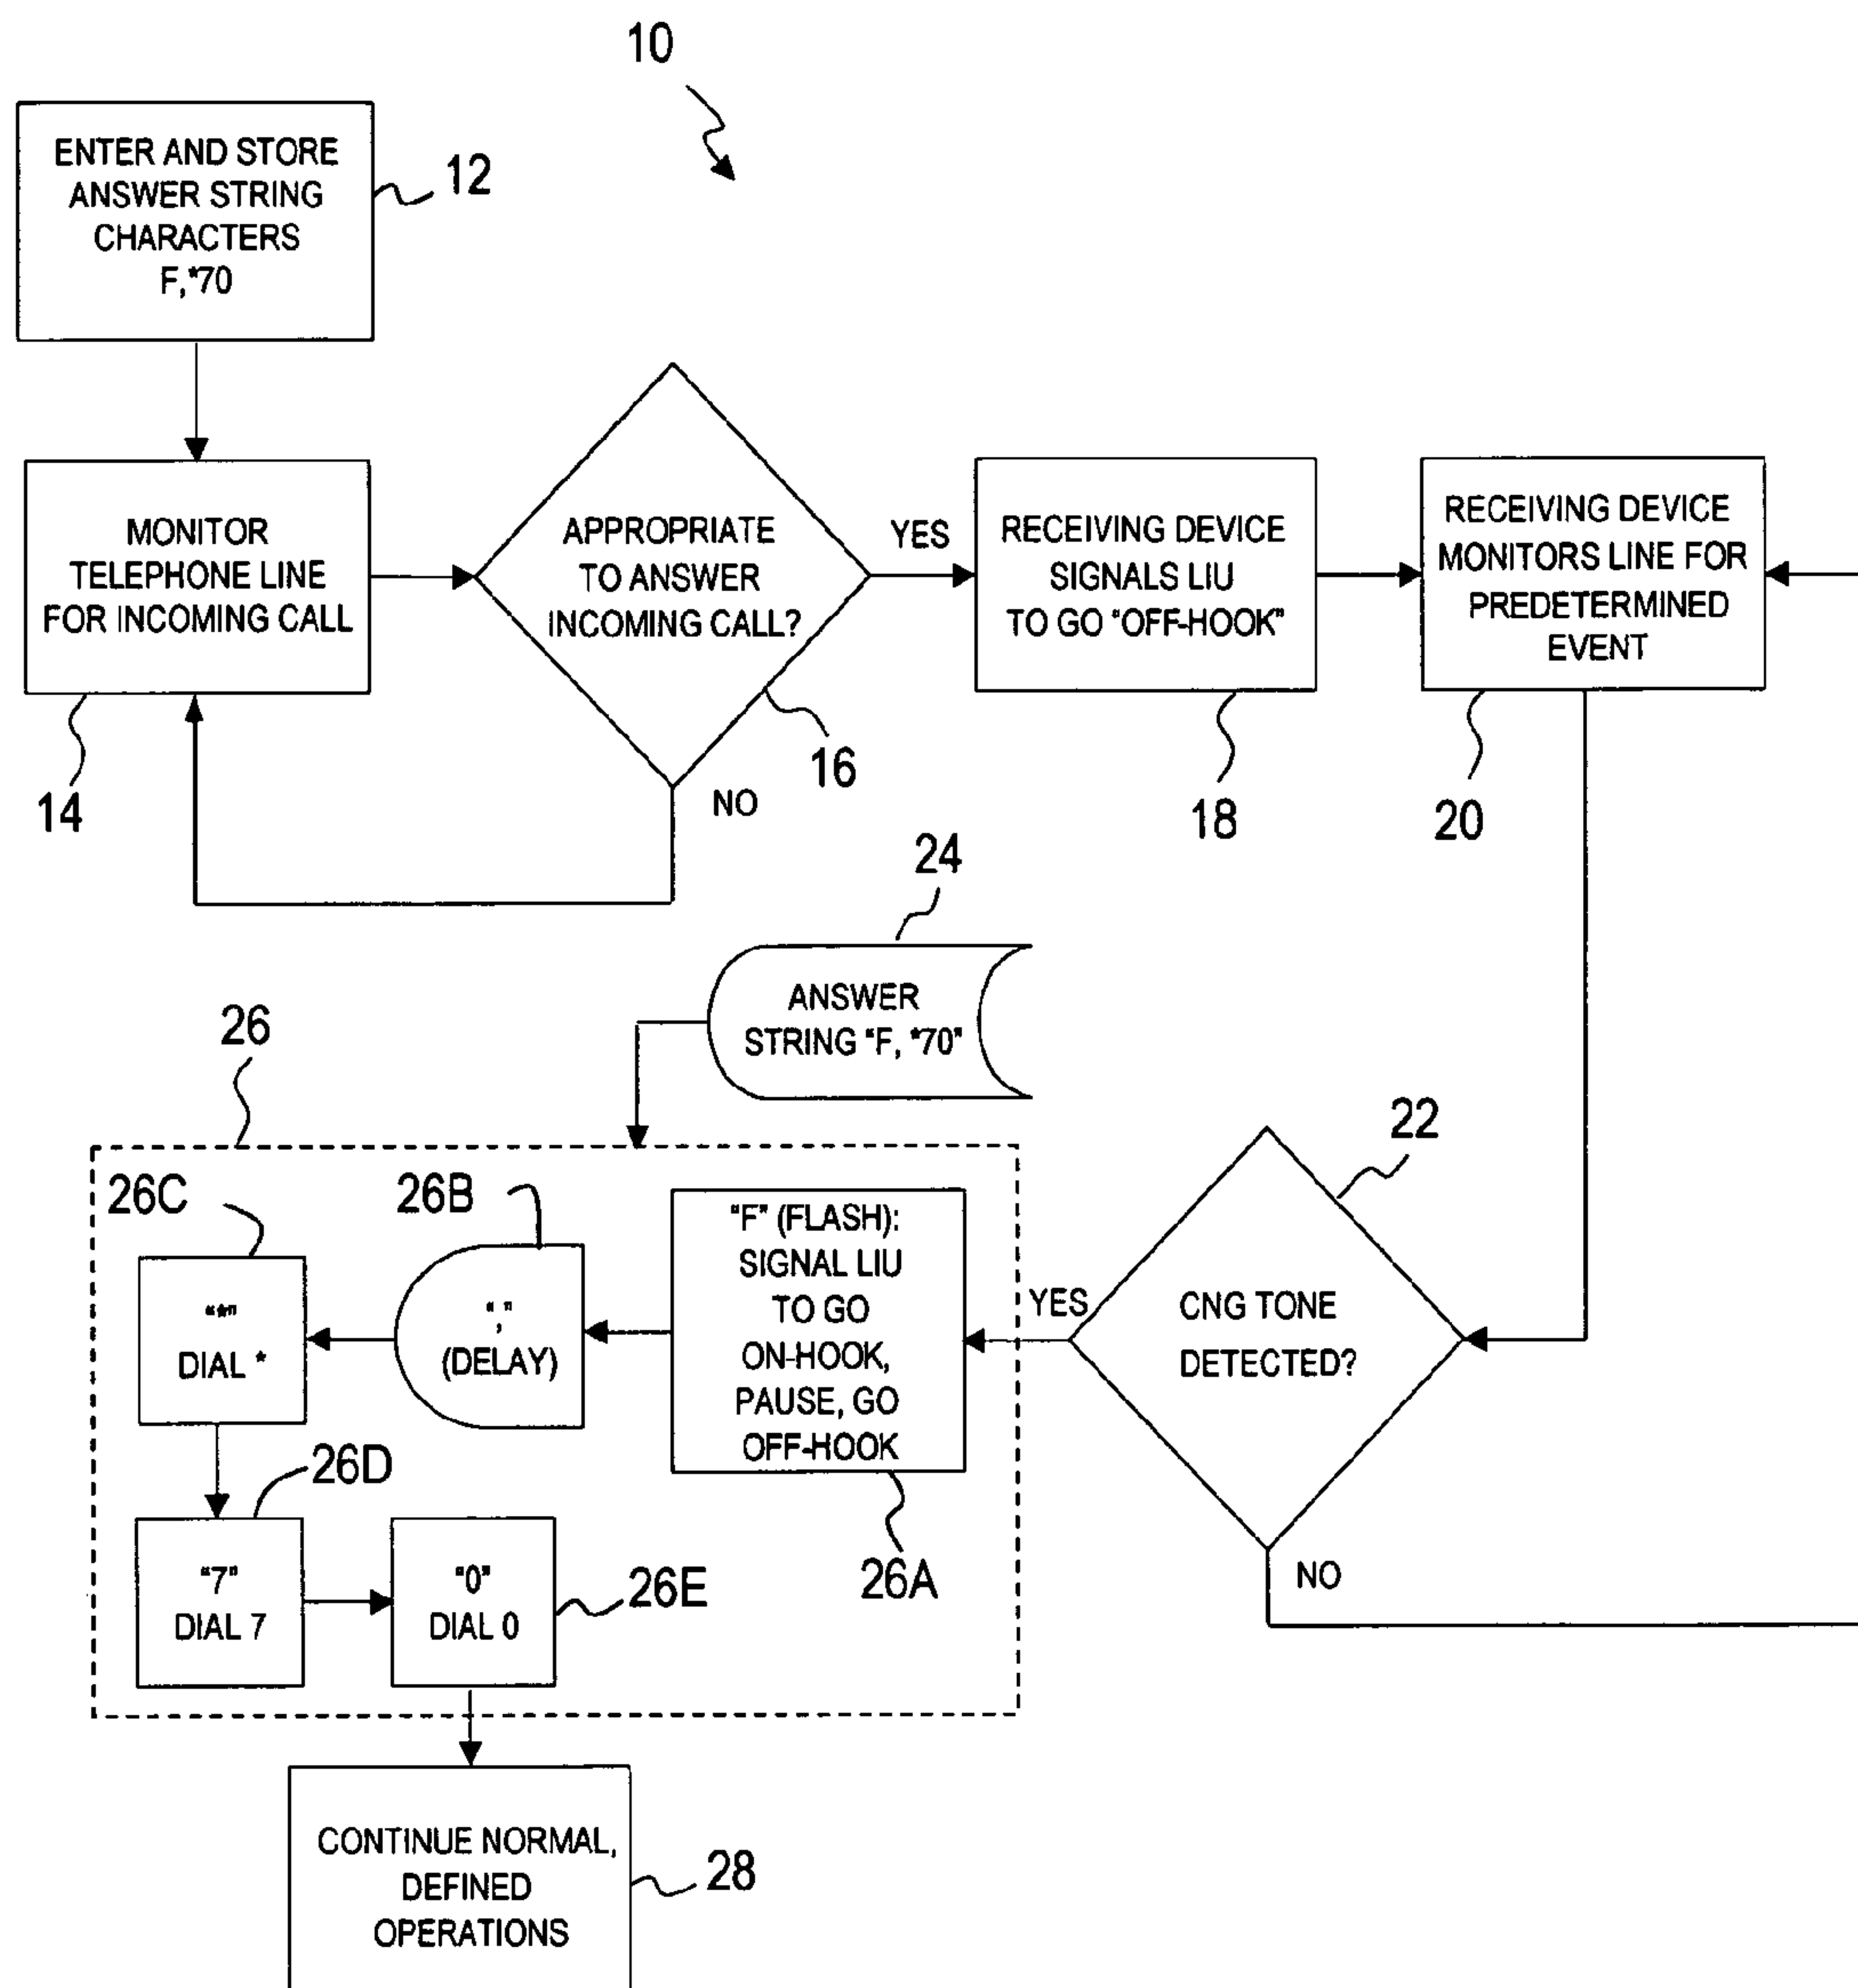 10
ENTER AND STORE
ANSWER STRING
CHARACTERS
F,*70
12
MONITOR
TELEPHONE LINE
FOR INCOMING CALL
14
APPROPRIATE
TO ANSWER
INCOMING CALL?
16
YES
NO
RECEIVING DEVICE
SIGNALS LIU
TO GO "OFF-HOOK"
18
RECEIVING DEVICE
MONITORS LINE FOR
PREDETERMINED
EVENT
20
24
ANSWER
STRING "F, *70"
22
CNG TONE
DETECTED?
YES
NO
26
"F" (FLASH):
SIGNAL LIU
TO GO
ON-HOOK,
PAUSE, GO
OFF-HOOK
26A
26B
","
(DELAY)
26C
"*"
DIAL *
26D
"7"
DIAL 7
"0"
DIAL 0
26E
CONTINUE NORMAL,
DEFINED
OPERATIONS
28